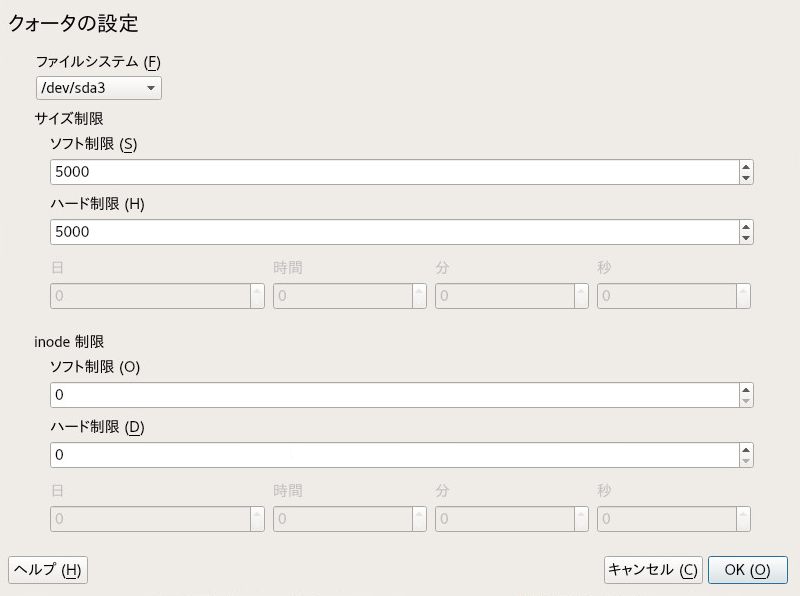 クォータの設定
ファイルシステム (F)
/dev/sda3
サイズ制限
ソフト制限 (S)
5000
ハード制限 (H)
5000
日 時間 分 秒
0 0 0 0
inode 制限
ソフト制限 (O)
0
ハード制限 (D)
0
日 時間 分 秒
0 0 0 0
ヘルプ (H) キャンセル (C) OK (O)